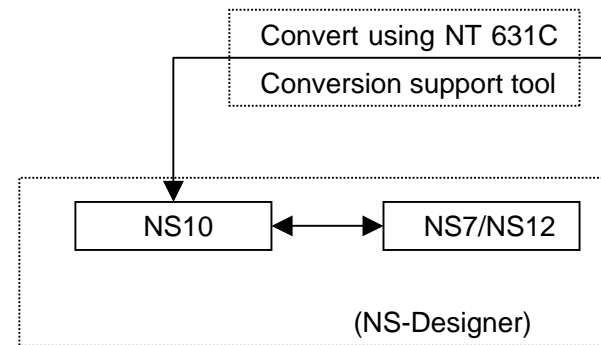 Convert using NT 631C
Conversion support tool
NS10
NS7/NS12
(NS-Designer)